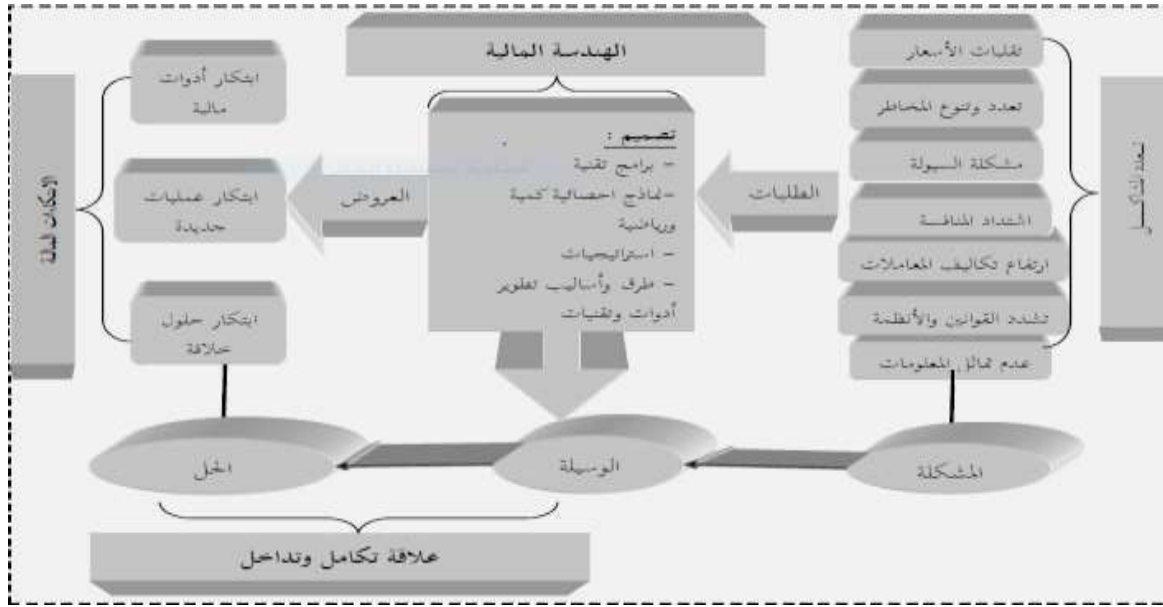 الهندسة المالية
تعدد المشاكل
تقلبات الأسعار
تعدد وتنوع المخاطر
مشكلة السيولة
اشتداد المنافسة
ارتفاع تكاليف المعاملات
تشدد القوانين والأنظمة
عدم تماثل المعلومات
الطلبات
تصميم :
– برامج تقنية
–نماذج احصائية كمية
ورياضية
– استراتيجيات
– طرق وأساليب تطوير
أدوات وتقنيات
العروض
ابتكار أدوات
مالية
ابتكار عمليات
جديدة
ابتكار حلول
خلاقة
المالية
المشكلة
الوسيلة
الحل
علاقة تكامل وتداخل